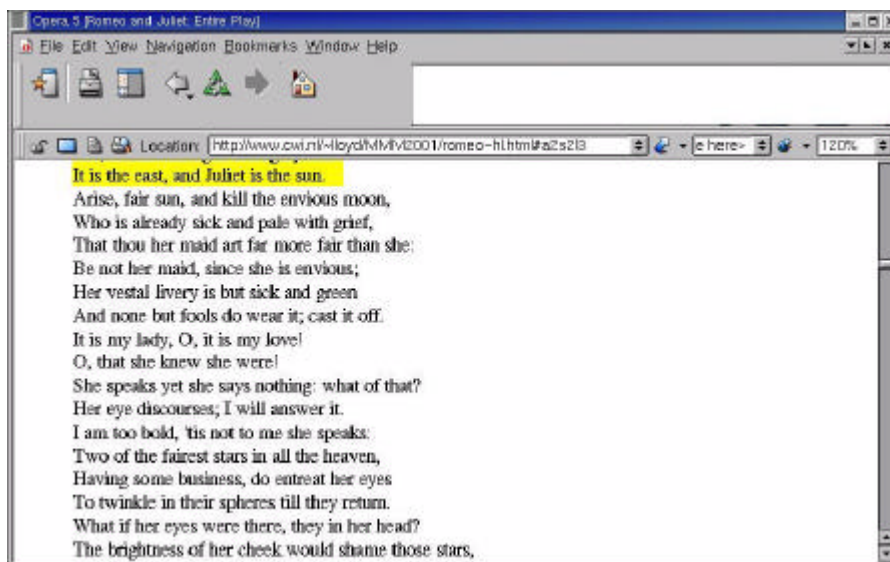 Opera 5 [Romeo and Juliet: Entire Play]
File Edit View Navigation Bookmarks Window Help
Location: http://www.cwi.nl/~lloyd/MMM2001/romeo-hl.html#a2s2l3 e here> 120%
It is the east, and Juliet is the sun.
Arise, fair sun, and kill the envious moon,
Who is already sick and pale with grief,
That thou her maid art far more fair than she:
Be not her maid, since she is envious;
Her vestal livery is but sick and green
And none but fools do wear it; cast it off.
It is my lady, O, it is my love!
O, that she knew she were!
She speaks yet she says nothing: what of that?
Her eye discourses; I will answer it.
I am too bold, 'tis not to me she speaks:
Two of the fairest stars in all the heaven,
Having some business, do entreat her eyes
To twinkle in their spheres till they return.
What if her eyes were there, they in her head?
The brightness of her cheek would shame those stars,